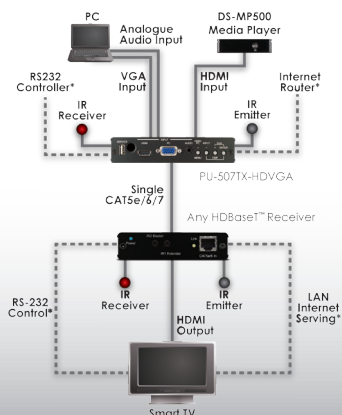 PC
Analogue
Audio Input
DS-MP500
Media Player
RS232
Controller*
VGA
Input
HDMI
Input
Internet
Router*
IR
Receiver
IR
Emitter
PU-507TX-HDVGA
Single
CAT5e/6/7
Any HDBaseT™ Receiver
Power
LAN
IR
Receiver
IR
Emitter
RS-232
Control*
LAN
Internet
Serving*
HDMI
Output
Smart TV